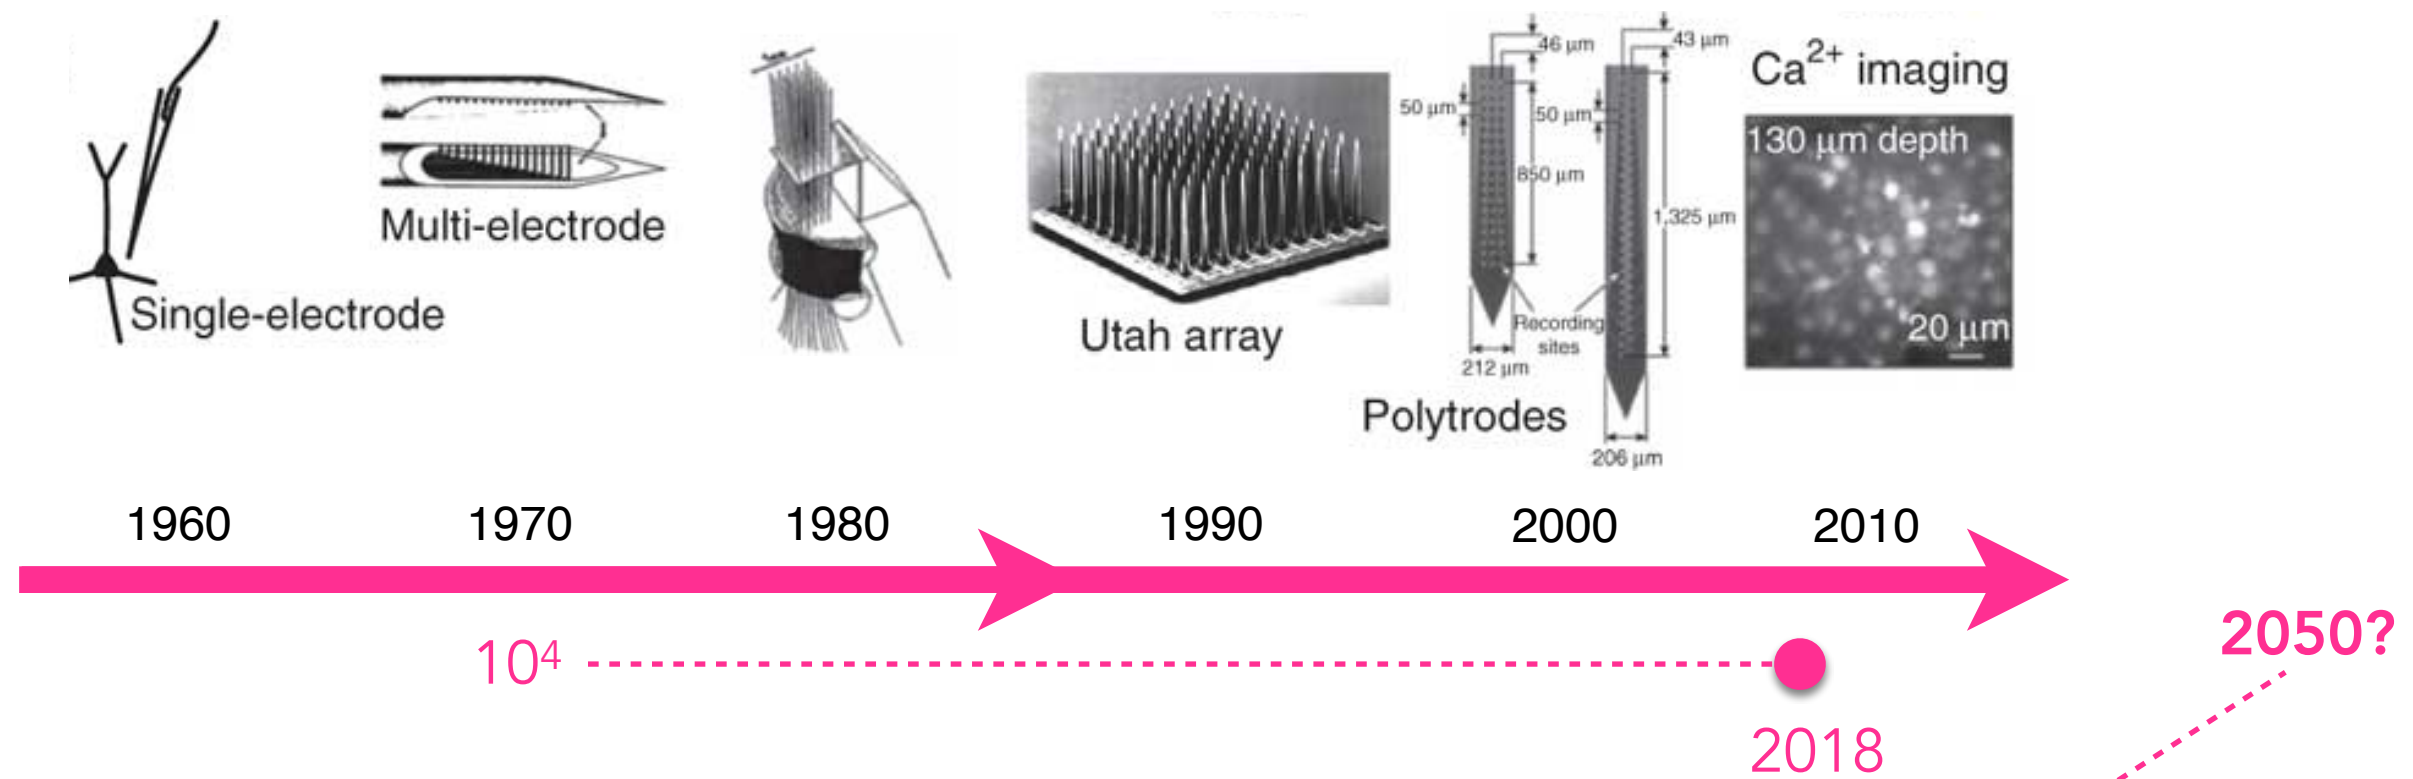 Single-electrode
Multi-electrode
Utah array
46 μm
50 μm
850 μm
212 μm
43 μm
50 μm
1,325 μm
206 μm
Recording
sites
Polytrodes
Ca²⁺ imaging
130 μm depth
20 μm
1960
1970
1980
1990
2000
2010
10⁴
2018
2050?